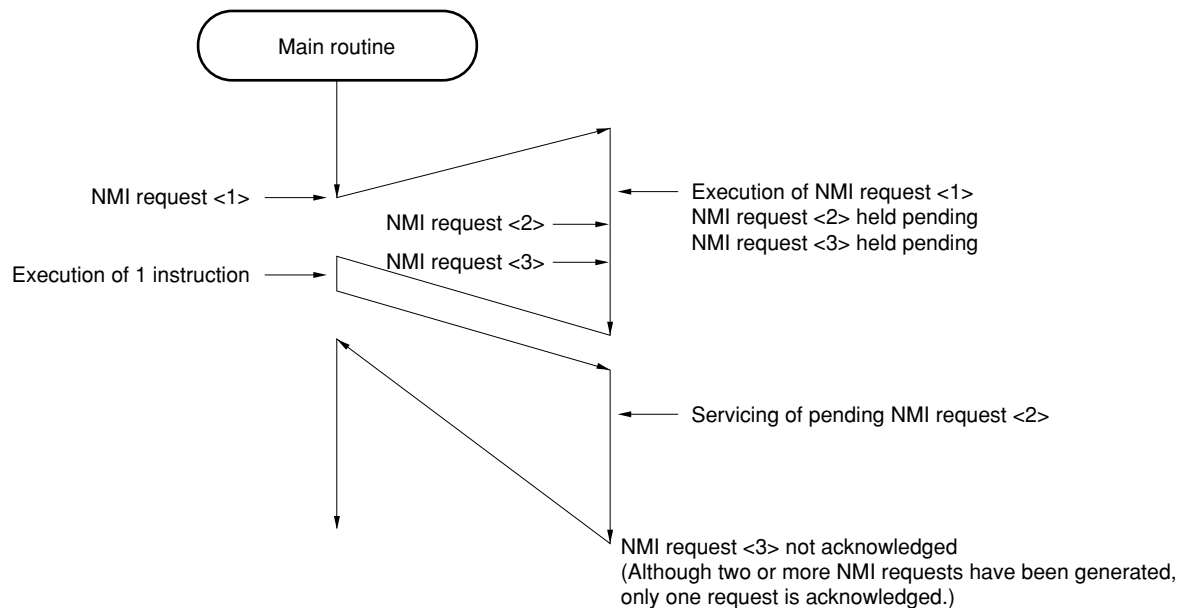 Main routine
NMI request <1>
Execution of NMI request <1>
NMI request <2> held pending
NMI request <3> held pending
NMI request <2>
NMI request <3>
Execution of 1 instruction
Servicing of pending NMI request <2>
NMI request <3> not acknowledged
(Although two or more NMI requests have been generated,
only one request is acknowledged.)